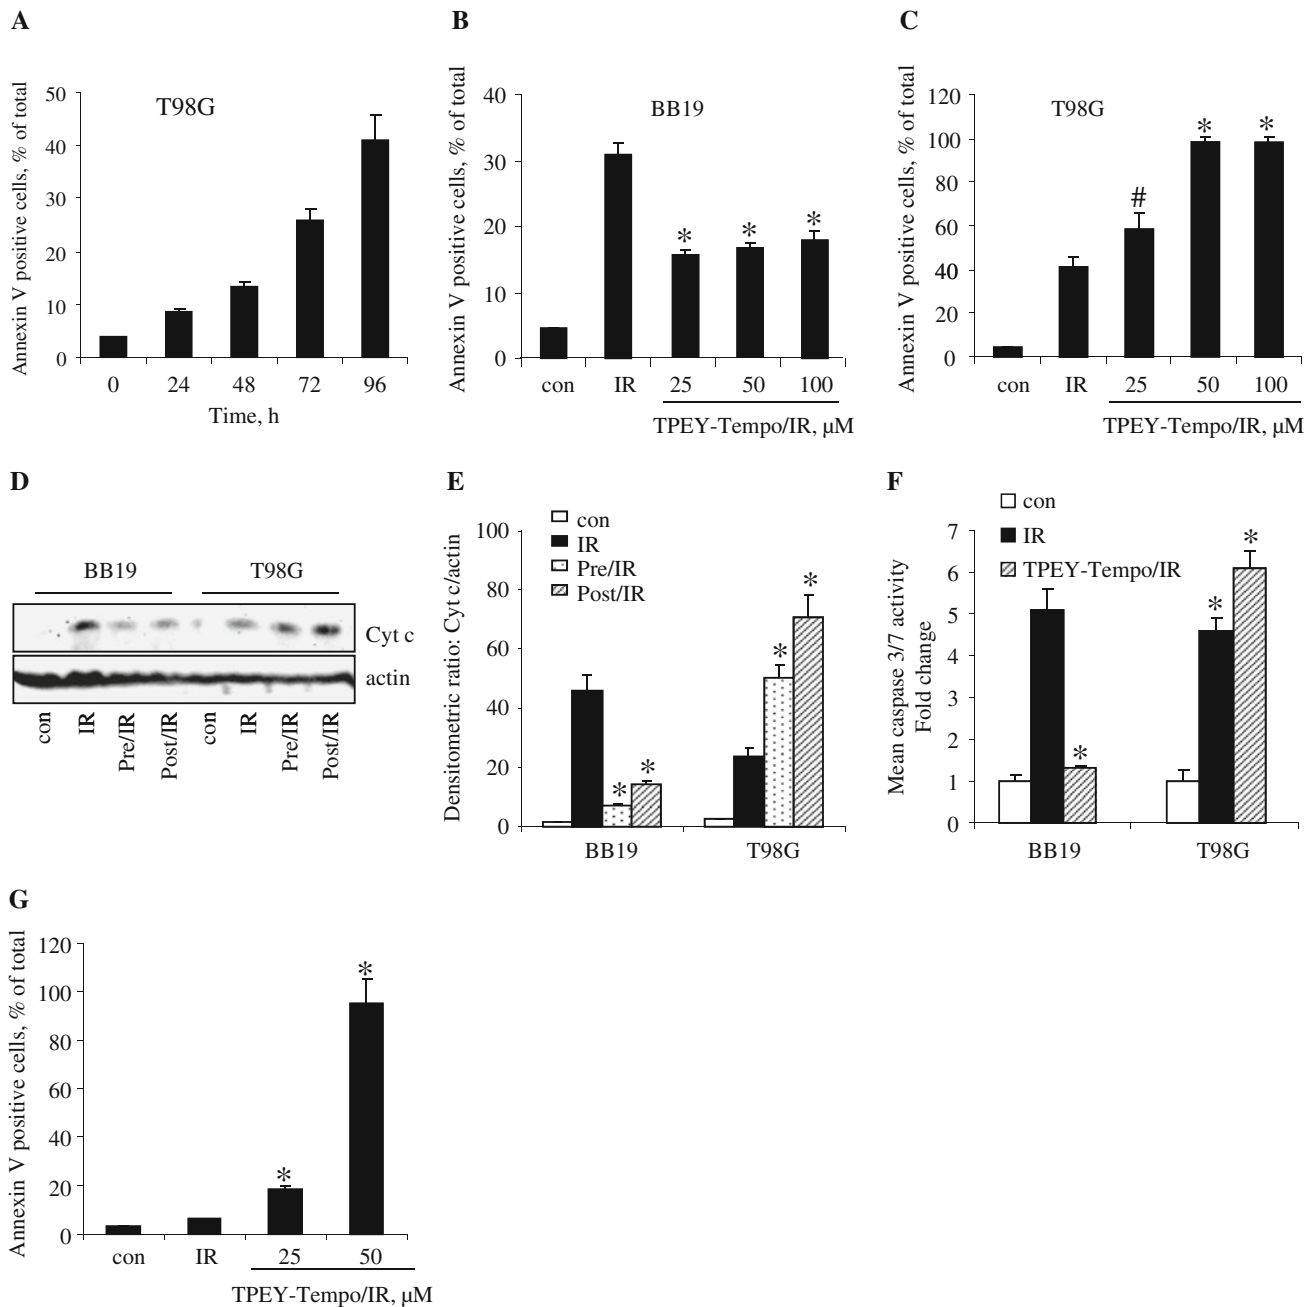 A
Annexin V positive cells, % of total
50
40
30
20
10
0
T98G
0 24 48 72 96
Time, h
B
Annexin V positive cells, % of total
40
30
20
10
0
BB19
* * *
con IR 25 50 100
TPEY-Tempo/IR, μM
C
Annexin V positive cells, % of total
120
100
80
60
40
20
0
T98G
# * *
con IR 25 50 100
TPEY-Tempo/IR, μM
D
BB19 T98G
Cyt c
actin
con IR Pre/IR Post/IR con IR Pre/IR Post/IR
E
Densitometric ratio: Cyt c/actin
100
80
60
40
20
0
con
IR
Pre/IR
Post/IR
* * * *
BB19 T98G
F
Mean caspase 3/7 activity
Fold change
7
6
5
4
3
2
1
0
con
IR
TPEY-Tempo/IR
* * *
BB19 T98G
G
Annexin V positive cells, % of total
120
100
80
60
40
20
0
* *
con IR 25 50
TPEY-Tempo/IR, μM